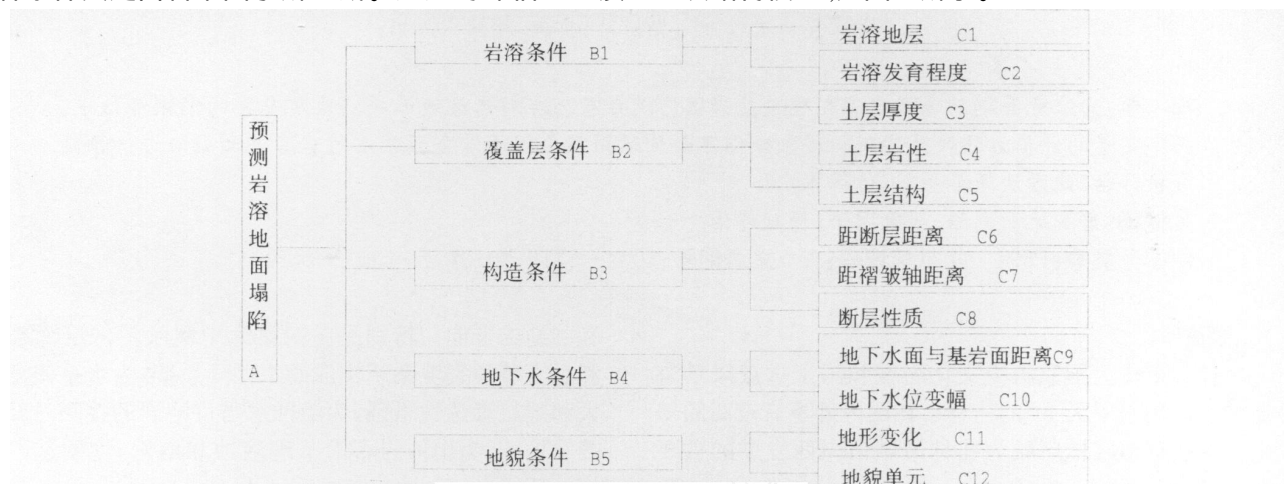 预测岩溶地面塌陷 A
岩溶条件 B1
岩溶地层 C1
岩溶发育程度 C2
覆盖层条件 B2
土层厚度 C3
土层岩性 C4
土层结构 C5
构造条件 B3
距断层距离 C6
距褶皱轴距离 C7
断层性质 C8
地下水条件 B4
地下水面与基岩面距离C9
地下水位变幅 C10
地貌条件 B5
地形变化 C11
地貌单元 C12